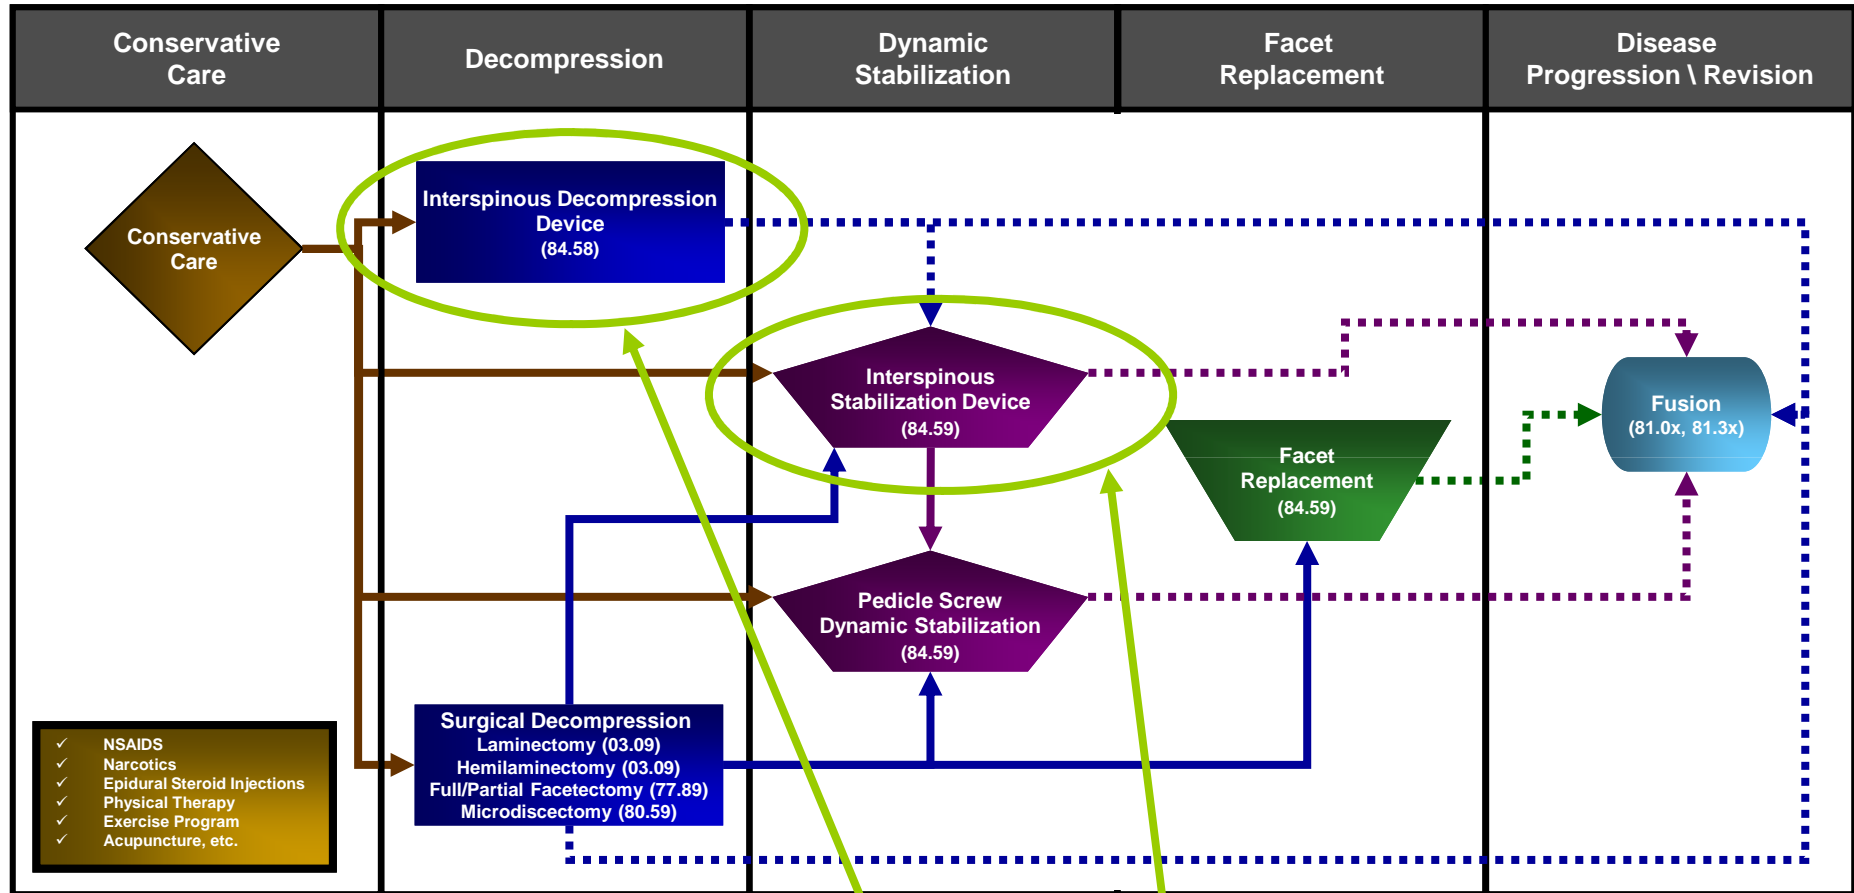 Conservative
Care
Decompression
Dynamic
Stabilization
Facet
Replacement
Disease
Progression \ Revision
Conservative
Care
Interspinous Decompression
Device
(84.58)
Interspinous
Stabilization Device
(84.59)
Facet
Replacement
(84.59)
Fusion
(81.0x, 81.3x)
Pedicle Screw
Dynamic Stabilization
(84.59)
Surgical Decompression
Laminectomy (03.09)
Hemilaminectomy (03.09)
Full/Partial Facetectomy (77.89)
Microdiscectomy (80.59)
✓ NSAIDS
✓ Narcotics
✓ Epidural Steroid Injections
✓ Physical Therapy
✓ Exercise Program
✓ Acupuncture, etc.